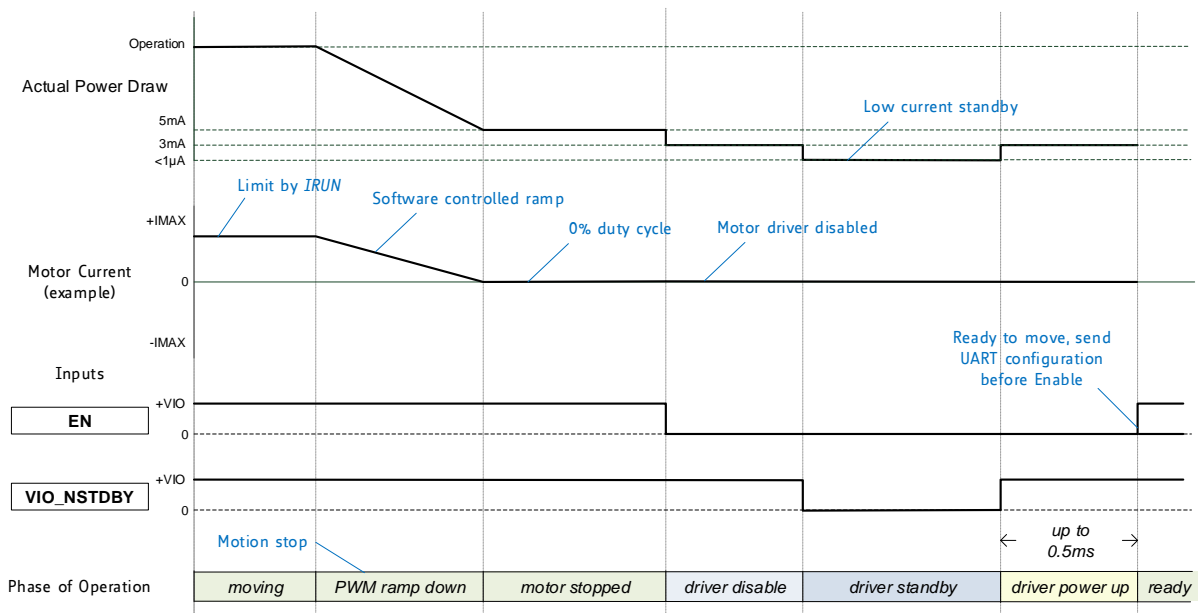 Operation
Actual Power Draw
5mA
3mA
<1µA
Low current standby
Limit by IRUN
Software controlled ramp
+IMAX
0% duty cycle
Motor driver disabled
Motor Current
(example)
0
-IMAX
Ready to move, send
UART configuration
before Enable
Inputs
+VIO
EN
0
+VIO
VIO_NSTDBY
0
Motion stop
up to
0.5ms
Phase of Operation
moving
PWM ramp down
motor stopped
driver disable
driver standby
driver power up
ready